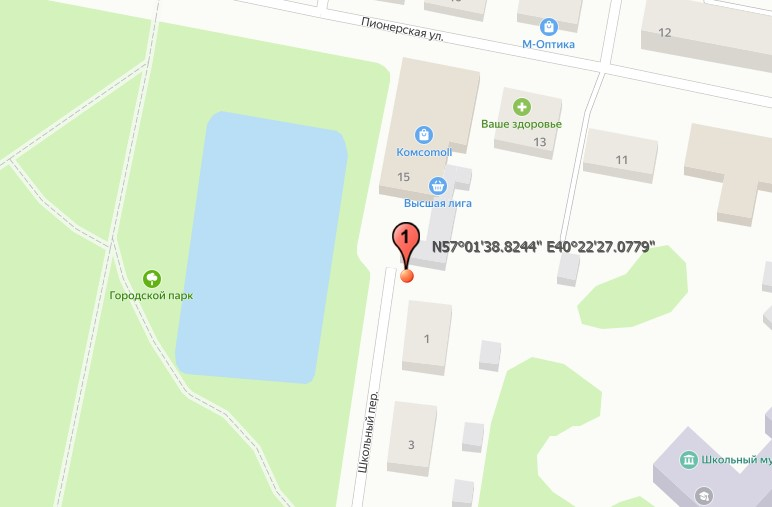 Пионерская ул.
М-Оптика
12
Ваше здоровье
13
11
Комсomoll
15
Высшая лига
1
N57°01'38.8244" E40°22'27.0779"
Городской парк
1
Школьный пер.
3
Школьный му